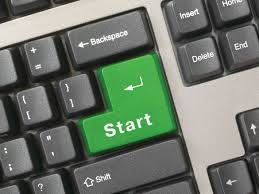 Insert
Home
Backspace
Delete
End
+
=
{
[
}
]
Start
Shift